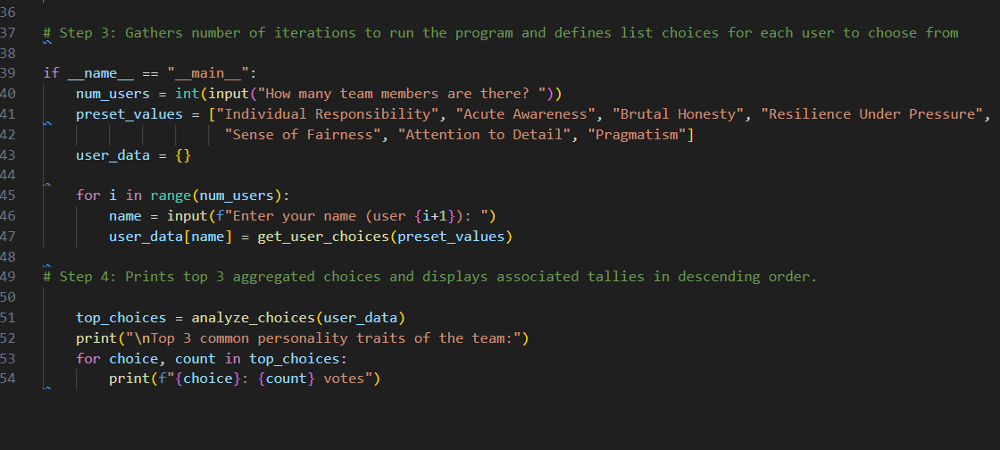 36
37 # Step 3: Gathers number of iterations to run the program and defines list choices for each user to choose from
38
39 if __name__ == "__main__":
40     num_users = int(input("How many team members are there? "))
41     preset_values = ["Individual Responsibility", "Acute Awareness", "Brutal Honesty", "Resilience Under Pressure",
42                       "Sense of Fairness", "Attention to Detail", "Pragmatism"]
43     user_data = {}
44
45     for i in range(num_users):
46         name = input(f"Enter your name (user {i+1}): ")
47         user_data[name] = get_user_choices(preset_values)
48
49 # Step 4: Prints top 3 aggregated choices and displays associated tallies in descending order.
50
51     top_choices = analyze_choices(user_data)
52     print("\nTop 3 common personality traits of the team:")
53     for choice, count in top_choices:
54         print(f"{choice}: {count} votes")